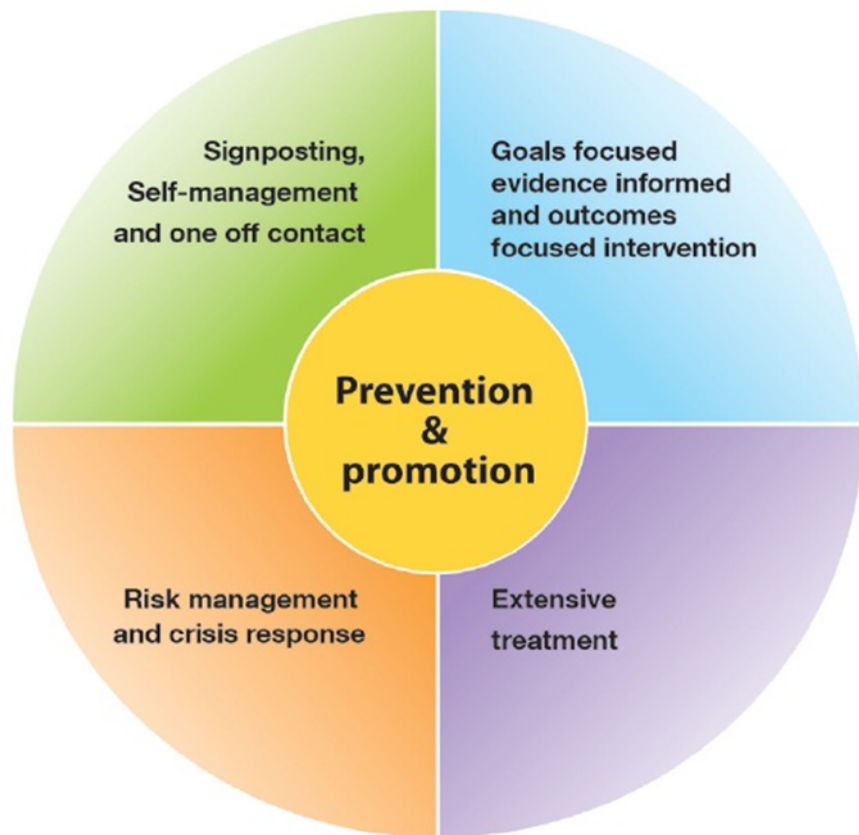 Signposting,
Self-management
and one off contact
Goals focused
evidence informed
and outcomes
focused intervention
Prevention
&
promotion
Risk management
and crisis response
Extensive
treatment